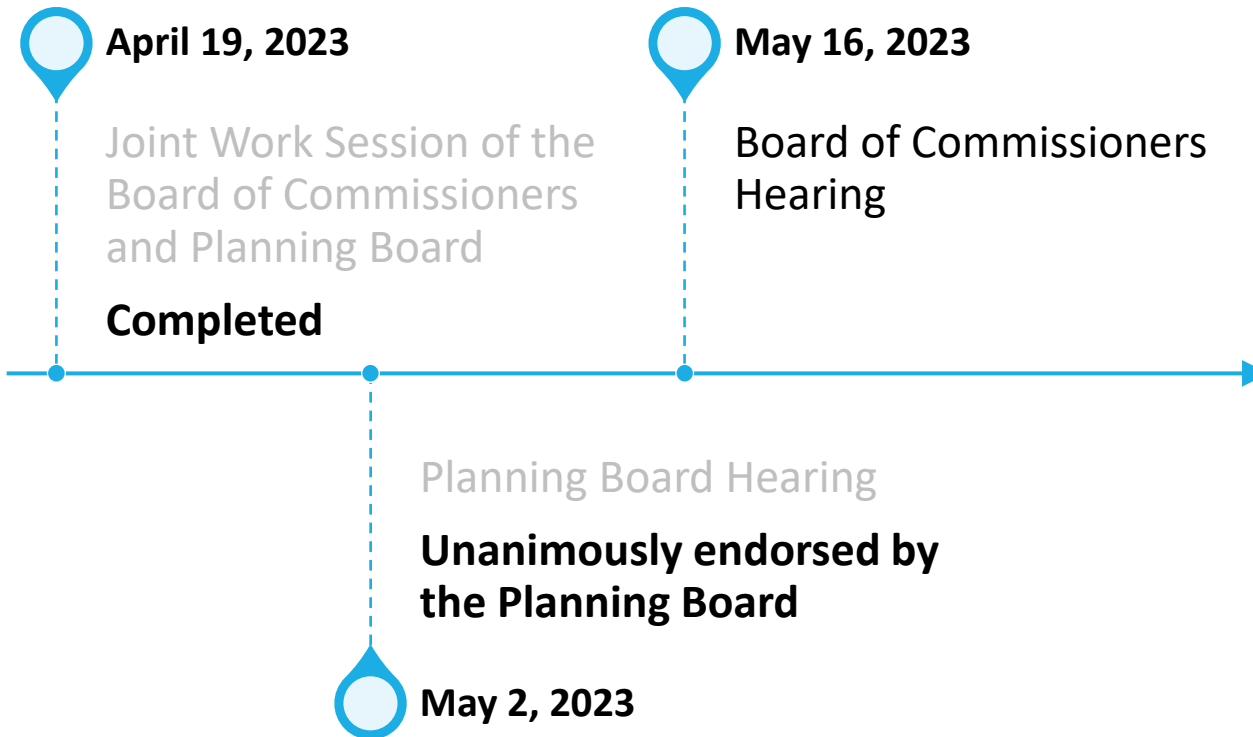 April 19, 2023
Joint Work Session of the
Board of Commissioners
and Planning Board
Completed
May 16, 2023
Board of Commissioners
Hearing
Planning Board Hearing
Unanimously endorsed by
the Planning Board
May 2, 2023